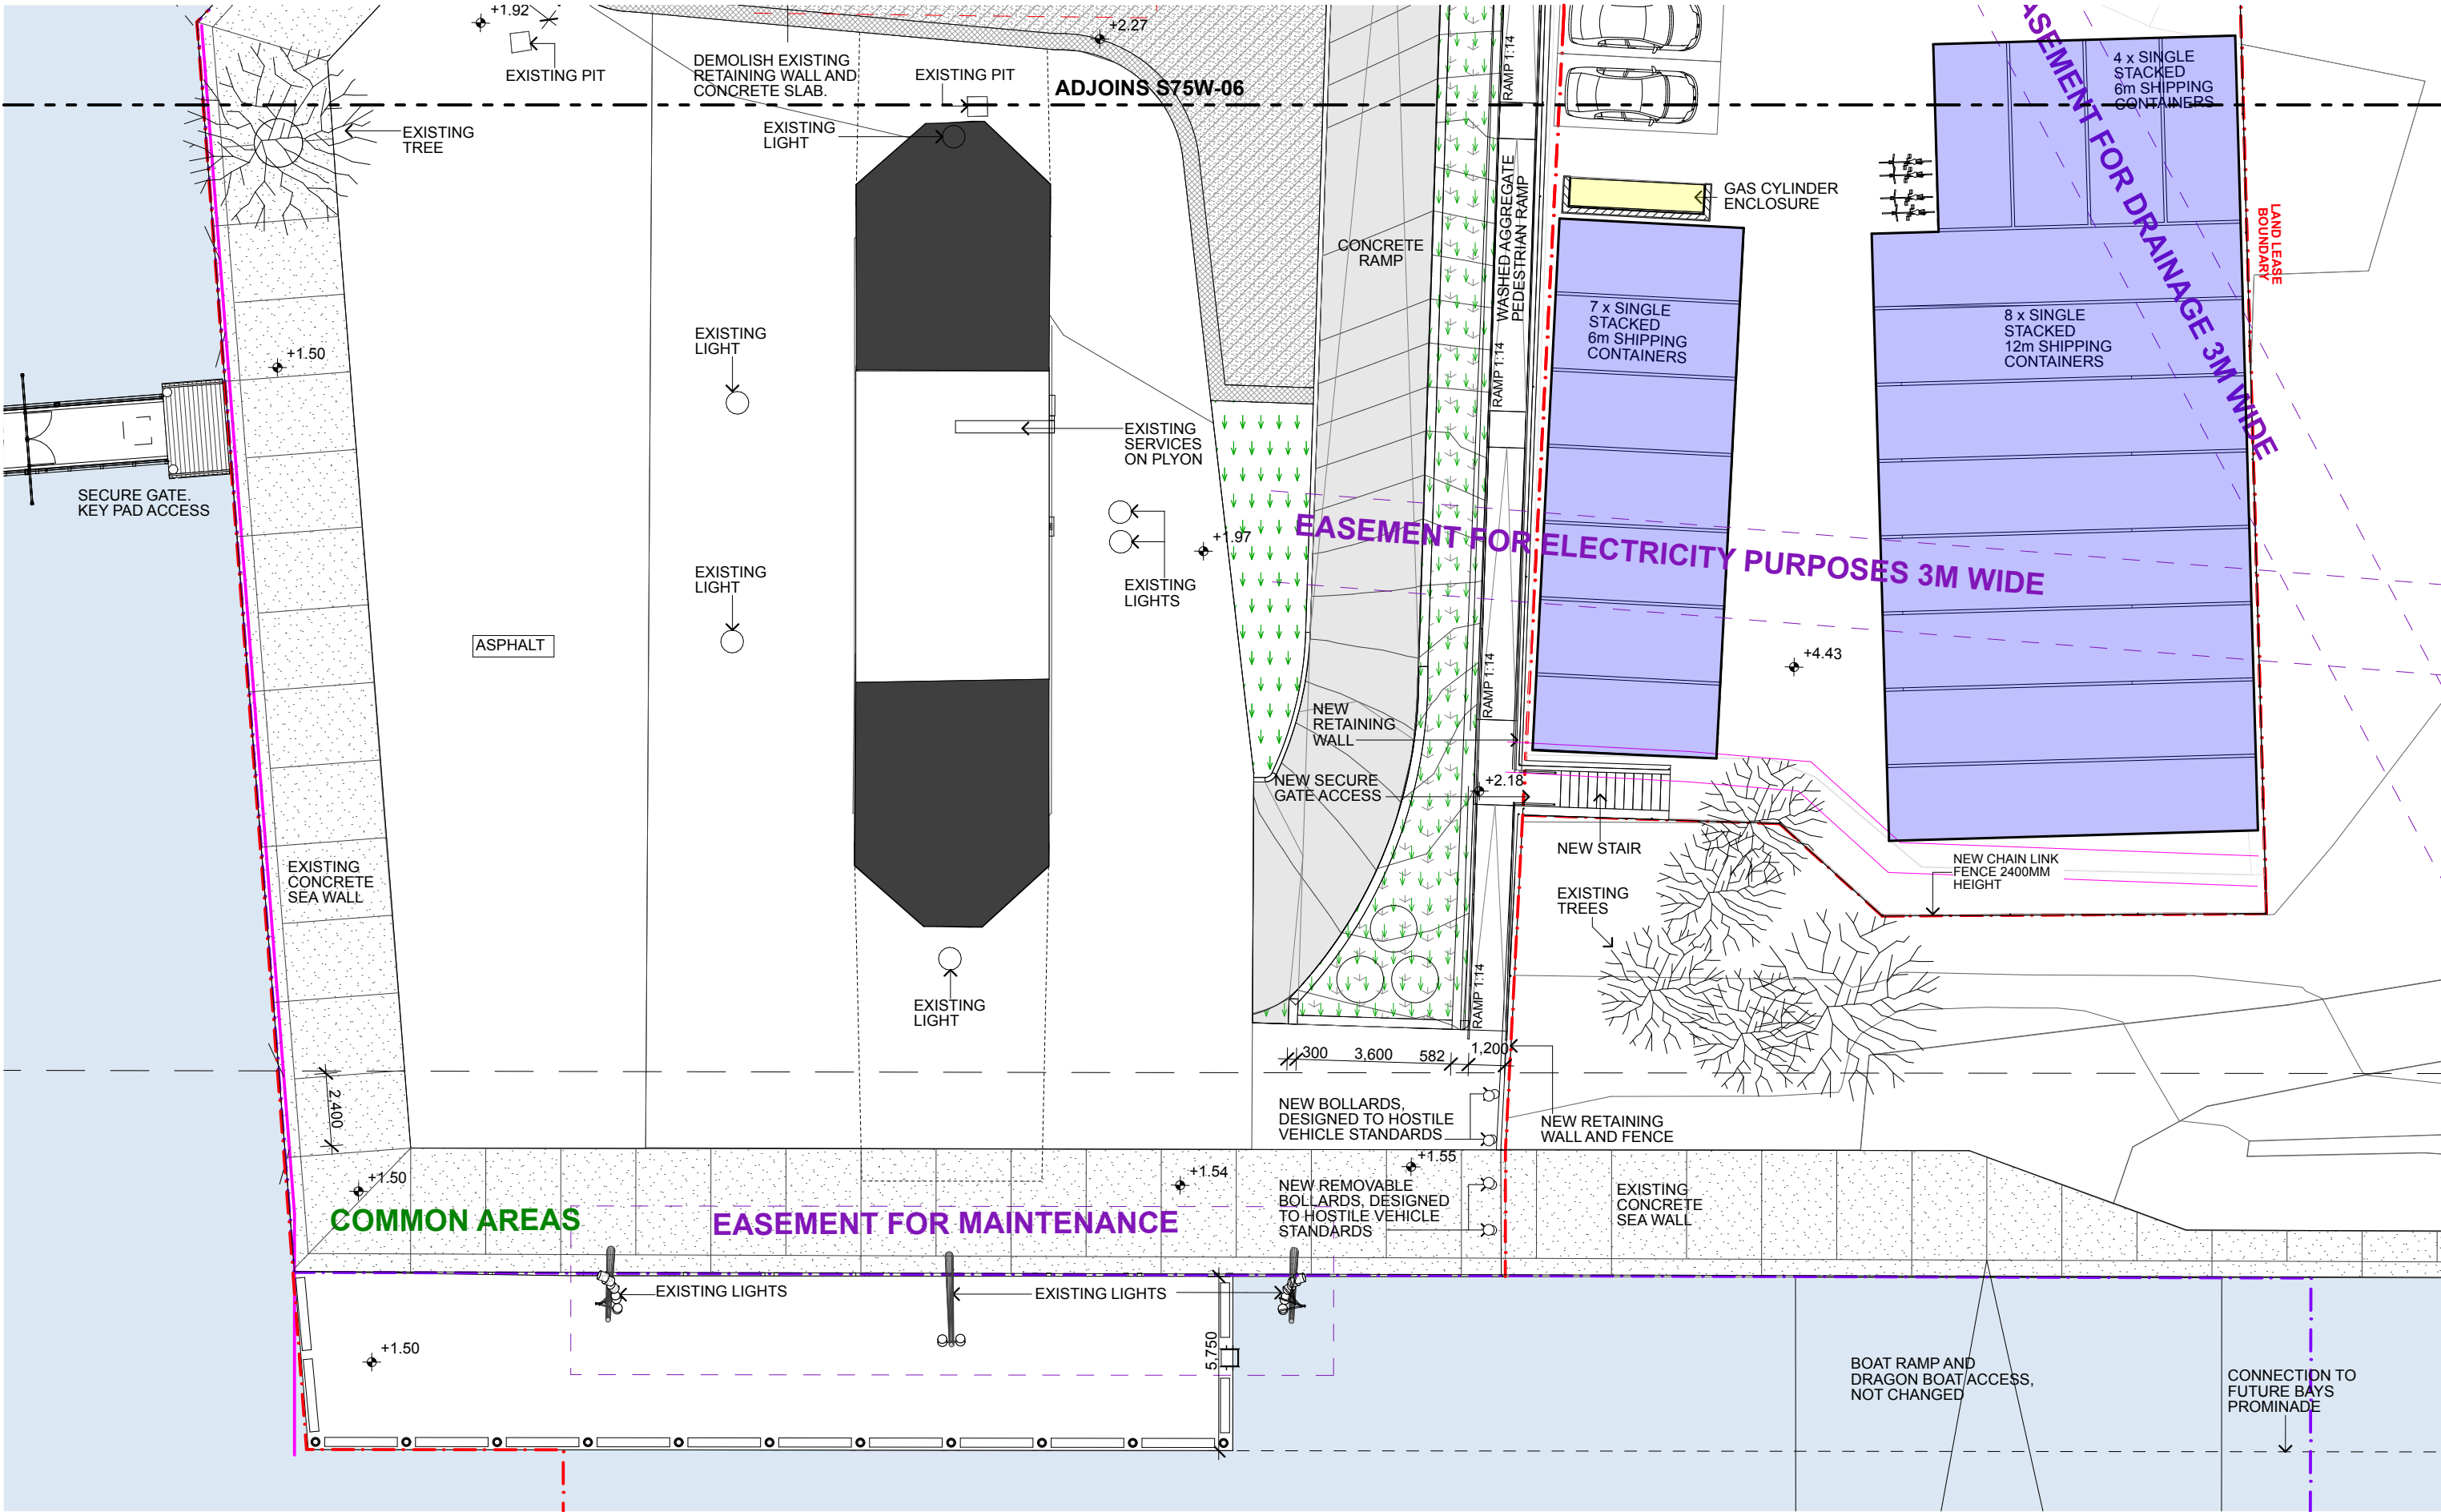 +1.92
EXISTING PIT
DEMOLISH EXISTING
RETAINING WALL AND
CONCRETE SLAB.
+2.27
EXISTING PIT
ADJOINS S75W-06
EXISTING
LIGHT
EXISTING
TREE
RAMP 1:14
4 x SINGLE
STACKED
6m SHIPPING
CONTAINERS
EASEMENT FOR DRAINAGE 3M WIDE
GAS CYLINDER
ENCLOSURE
LAND LEASE
BOUNDARY
WASHED AGGREGATE
PEDESTRIAN RAMP
CONCRETE
RAMP
7 x SINGLE
STACKED
6m SHIPPING
CONTAINERS
8 x SINGLE
STACKED
12m SHIPPING
CONTAINERS
EXISTING
LIGHT
+1.50
RAMP 1:14
EXISTING
SERVICES
ON PLYON
SECURE GATE.
KEY PAD ACCESS
EASEMENT FOR ELECTRICITY PURPOSES 3M WIDE
+1.97
EXISTING
LIGHT
EXISTING
LIGHTS
ASPHALT
+4.43
RAMP 1:14
NEW
RETAINING
WALL
NEW SECURE
GATE ACCESS
+2.18
NEW STAIR
EXISTING
CONCRETE
SEA WALL
EXISTING
TREES
NEW CHAIN LINK
FENCE 2400MM
HEIGHT
EXISTING
LIGHT
RAMP 1:14
300
3,600
582
1,200
2,400
NEW BOLLARDS,
DESIGNED TO HOSTILE
VEHICLE STANDARDS
NEW RETAINING
WALL AND FENCE
+1.50
+1.54
+1.55
NEW REMOVABLE
BOLLARDS, DESIGNED
TO HOSTILE VEHICLE
STANDARDS
EXISTING
CONCRETE
SEA WALL
COMMON AREAS
EASEMENT FOR MAINTENANCE
EXISTING LIGHTS
EXISTING LIGHTS
+1.50
5,750
BOAT RAMP AND
DRAGON BOAT ACCESS,
NOT CHANGED
CONNECTION TO
FUTURE BAYS
PROMINADE